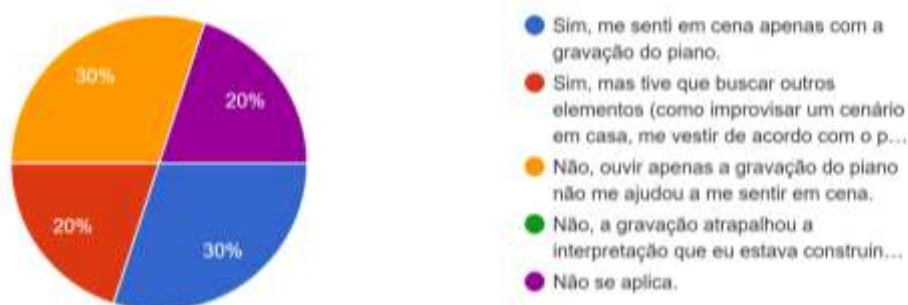 30%
20%
20%
30%
Sim, me senti em cena apenas com a
gravação do piano.
Sim, mas tive que buscar outros
elementos (como improvisar um cenário
em casa, me vestir de acordo com o p…
Não, ouvir apenas a gravação do piano
não me ajudou a me sentir em cena.
Não, a gravação atrapalhou a
interpretação que eu estava construin…
Não se aplica.